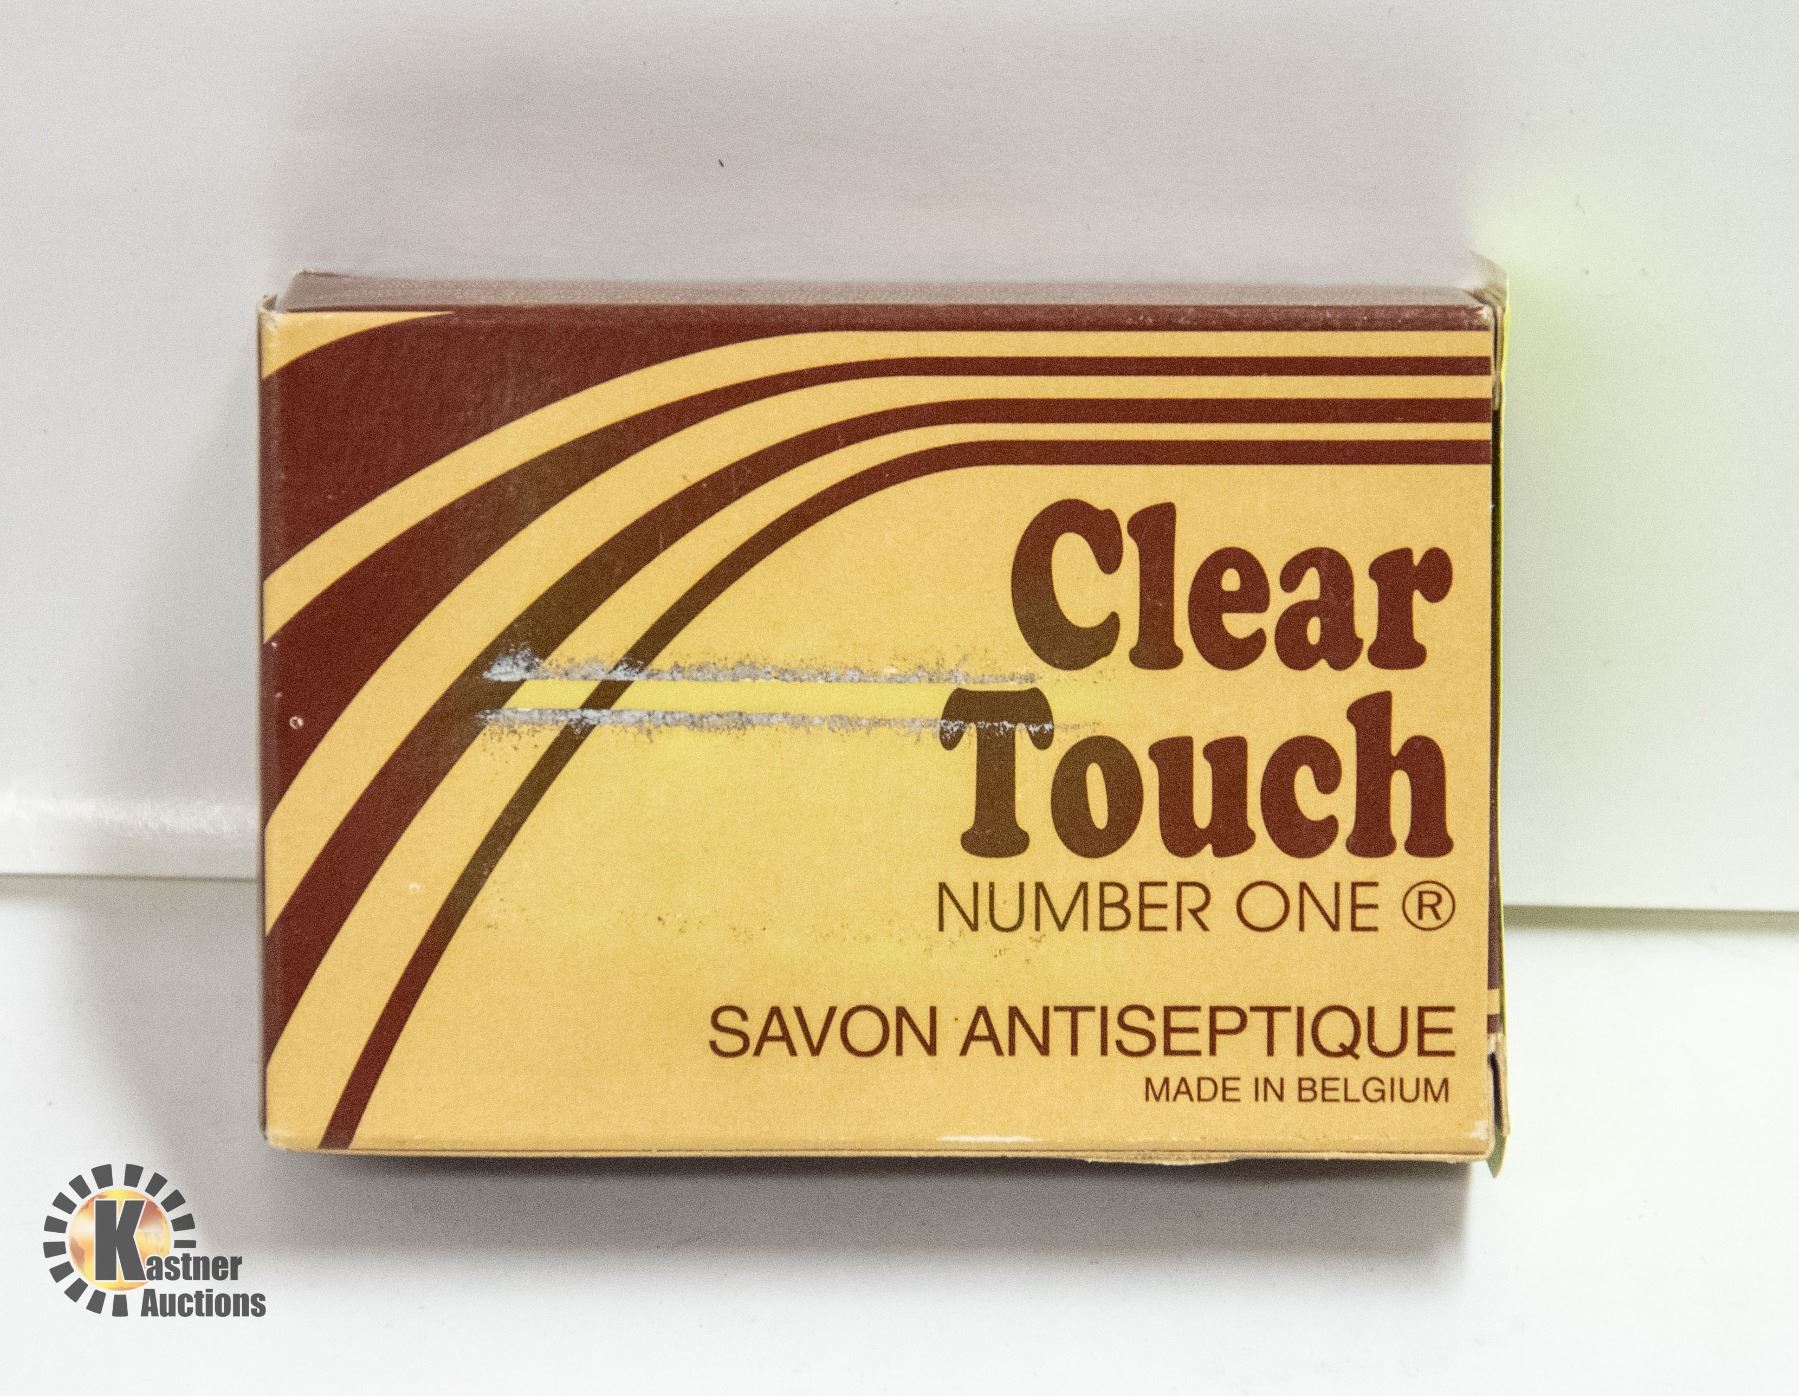 Clear
Touch
NUMBER ONE ®
SAVON ANTISEPTIQUE
MADE IN BELGIUM
Kastner
Auctions